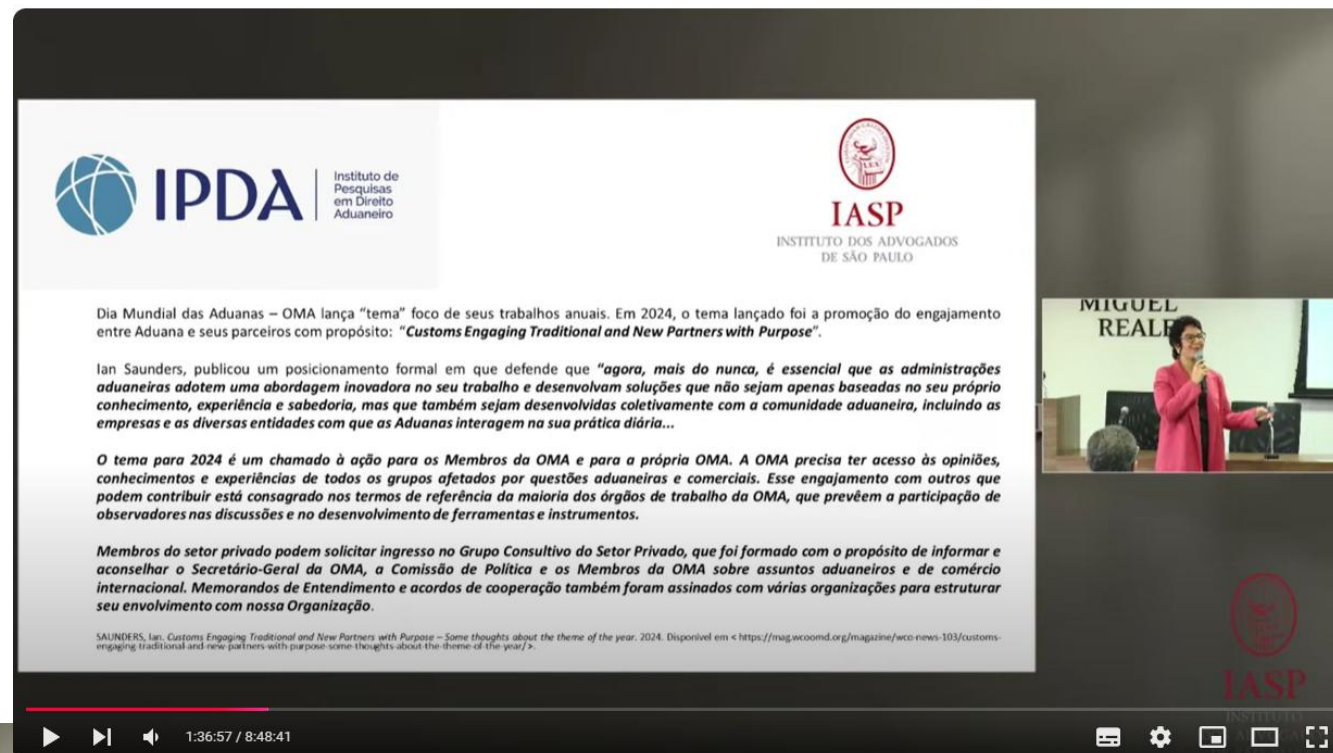 IPDA
Instituto de
Pesquisas
em Direito
Aduaneiro
IASP
INSTITUTO DOS ADVOGADOS
DE SÃO PAULO
Dia Mundial das Aduanas – OMA lança “tema” foco de seus trabalhos anuais. Em 2024, o tema lançado foi a promoção do engajamento
entre Aduana e seus parceiros com propósito: “Customs Engaging Traditional and New Partners with Purpose”.
Ian Saunders, publicou um posicionamento formal em que defende que “agora, mais do nunca, é essencial que as administrações
aduaneiras adotem uma abordagem inovadora no seu trabalho e desenvolvam soluções que não sejam apenas baseadas no seu próprio
conhecimento, experiência e sabedoria, mas que também sejam desenvolvidas coletivamente com a comunidade aduaneira, incluindo as
empresas e as diversas entidades com que as Aduanas interagem na sua prática diária...
O tema para 2024 é um chamado à ação para os Membros da OMA e para a própria OMA. A OMA precisa ter acesso às opiniões,
conhecimentos e experiências de todos os grupos afetados por questões aduaneiras e comerciais. Esse engajamento com outros que
podem contribuir está consagrado nos termos de referência da maioria dos órgãos de trabalho da OMA, que prevêem a participação de
observadores nas discussões e no desenvolvimento de ferramentas e instrumentos.
Membros do setor privado podem solicitar ingresso no Grupo Consultivo do Setor Privado, que foi formado com o propósito de informar e
aconselhar o Secretário-Geral da OMA, a Comissão de Política e os Membros da OMA sobre assuntos aduaneiros e de comércio
internacional. Memorandos de Entendimento e acordos de cooperação também foram assinados com várias organizações para estruturar
seu envolvimento com nossa Organização.
SAUNDERS, Ian. Customs Engaging Traditional and New Partners with Purpose – Some thoughts about the theme of the year. 2024. Disponível em < https://mag.wcoomd.org/magazine/wco-news-103/customs-
engaging-traditional-and-new-partners-with-purpose-some-thoughts-about-the-theme-of-the-year/ >.
MIGUEL
REALE
IASP
INSTITUTO
1:36:57 / 8:48:41